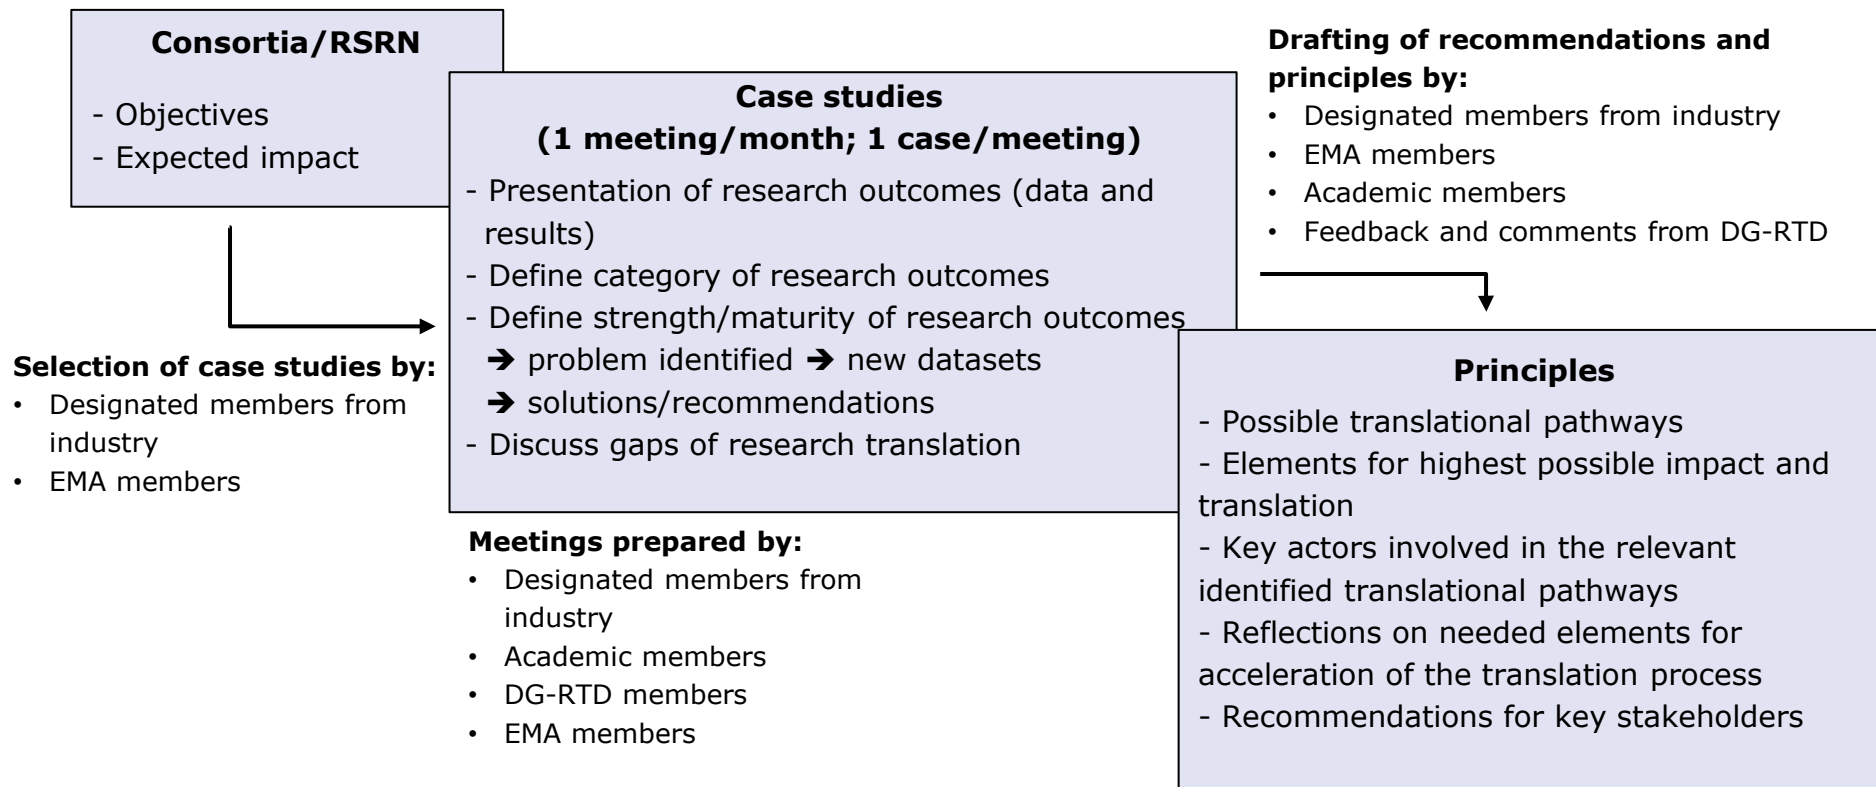 Consortia/RSRN
- Objectives
- Expected impact
Selection of case studies by:
• Designated members from
industry
• EMA members
Case studies
(1 meeting/month; 1 case/meeting)
- Presentation of research outcomes (data and
results)
- Define category of research outcomes
- Define strength/maturity of research outcomes
➔ problem identified ➔ new datasets
➔ solutions/recommendations
- Discuss gaps of research translation
Meetings prepared by:
• Designated members from
industry
• Academic members
• DG-RTD members
• EMA members
Drafting of recommendations and
principles by:
• Designated members from industry
• EMA members
• Academic members
• Feedback and comments from DG-RTD
Principles
- Possible translational pathways
- Elements for highest possible impact and
translation
- Key actors involved in the relevant
identified translational pathways
- Reflections on needed elements for
acceleration of the translation process
- Recommendations for key stakeholders